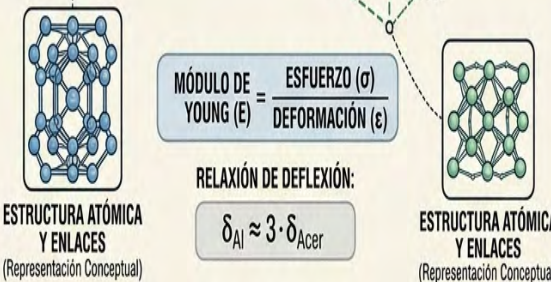 MÓDULO DE
YOUNG (E)
=
ESFUERZO (σ)
DEFORMACIÓN (ε)
RELAXIÓN DE DEFLEXIÓN:
δAl ≈ 3·δAcer
ESTRUCTURA ATÓMICA
Y ENLACES
(Representación Conceptual)
ESTRUCTURA ATÓMICA
Y ENLACES
(Representación Conceptua